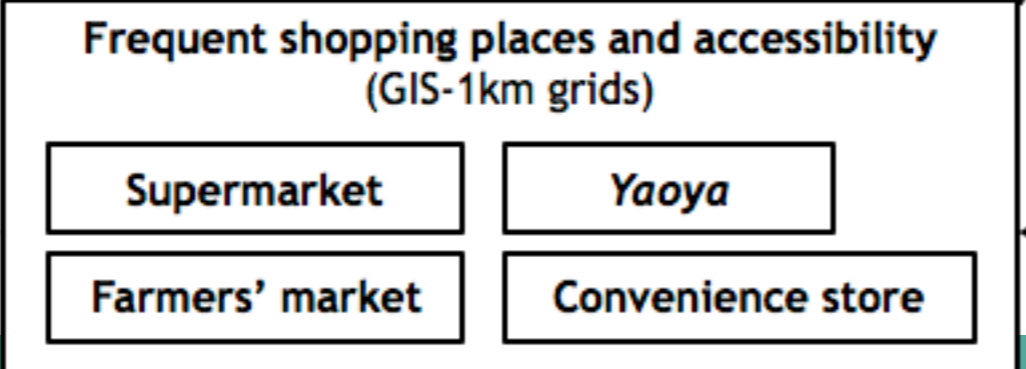 Frequent shopping places and accessibility
(GIS-1km grids)
Supermarket
Yaoya
Farmers’ market
Convenience store